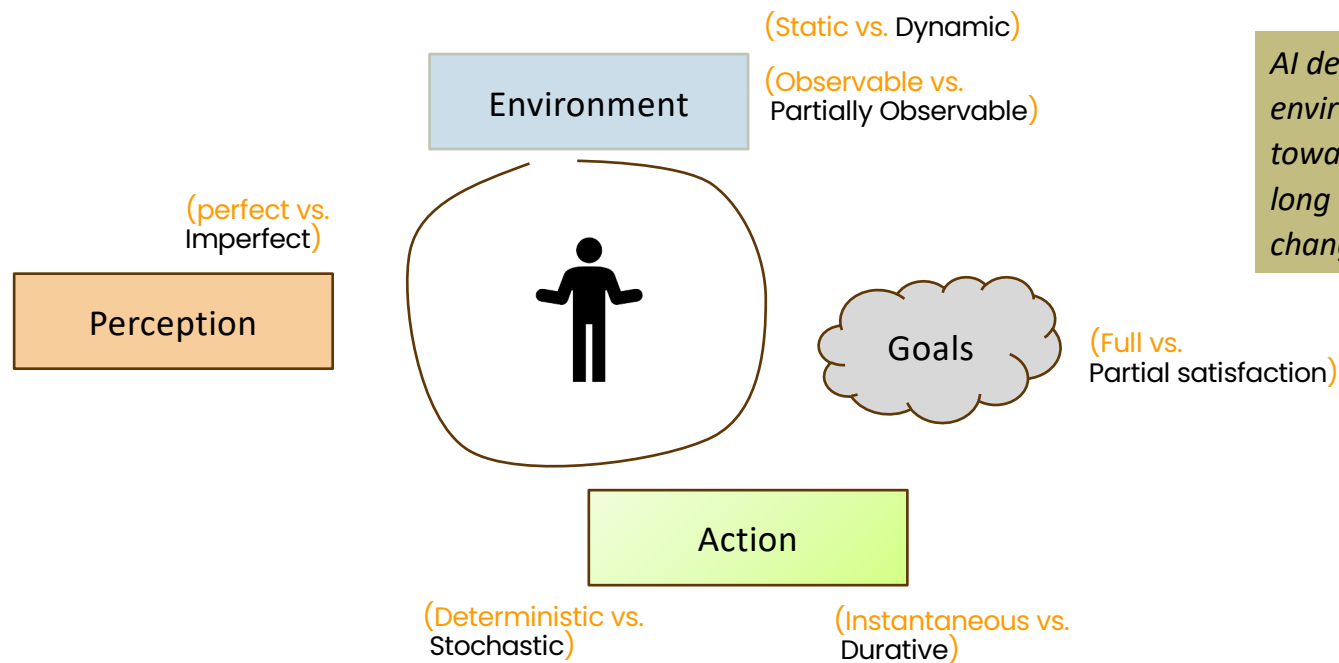 (Static vs. Dynamic)
Environment
(Observable vs.
Partially Observable)
AI de
envir
towa
long
chang
(perfect vs.
Imperfect)
Perception
Goals
(Full vs.
Partial satisfaction)
Action
(Deterministic vs.
Stochastic)
(Instantaneous vs.
Durative)